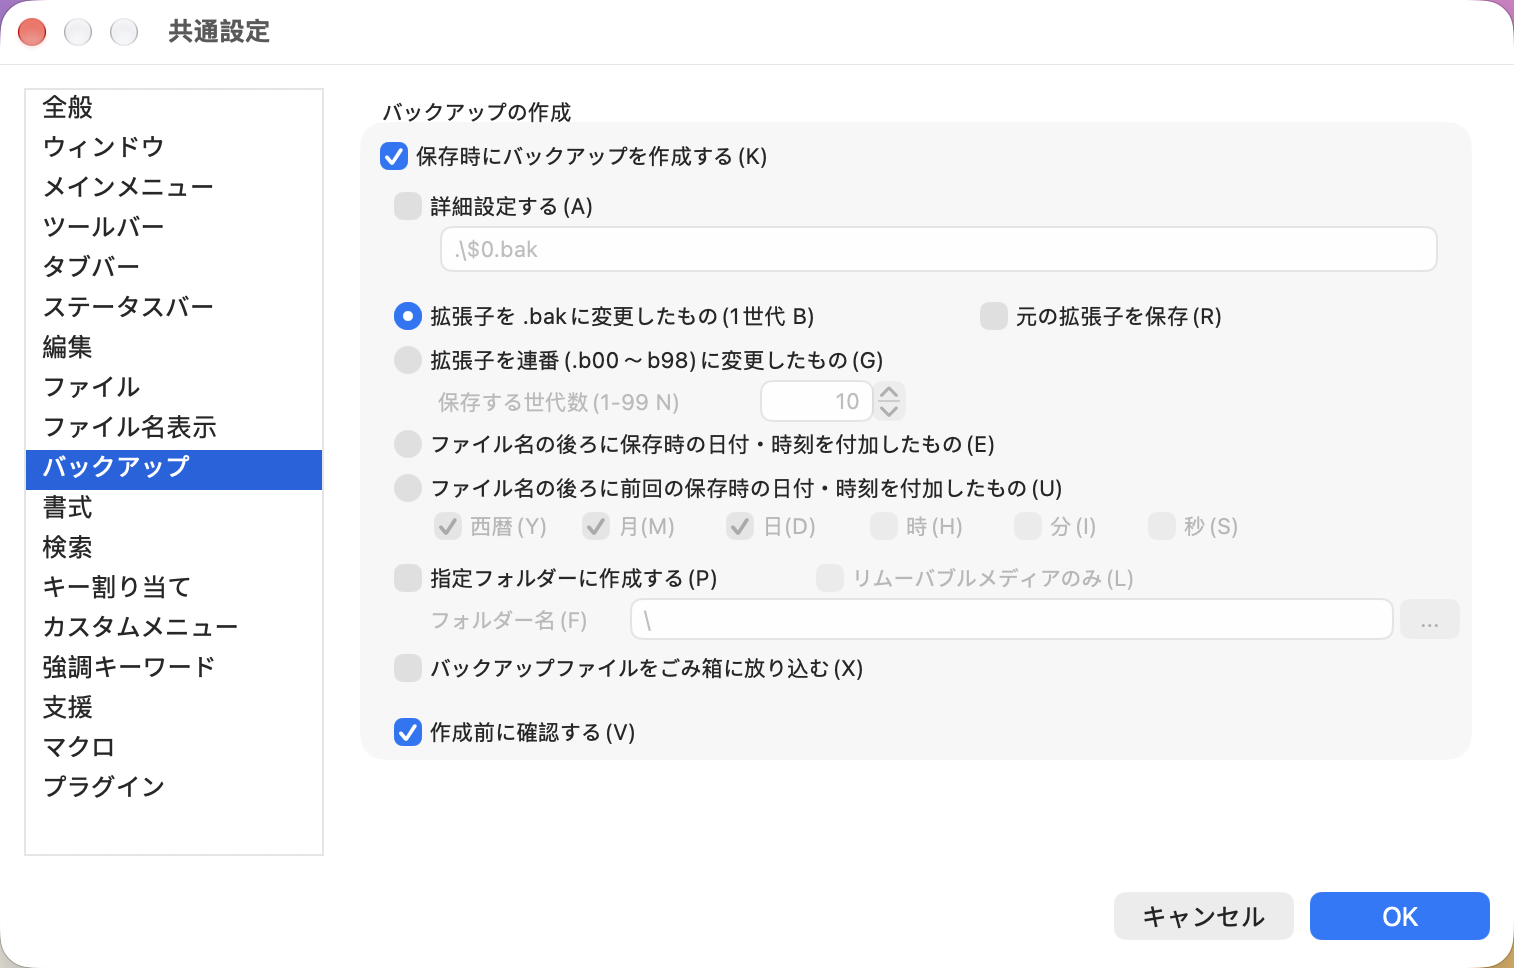 共通設定
全般
ウィンドウ
メインメニュー
ツールバー
タブバー
ステータスバー
編集
ファイル
ファイル名表示
バックアップ
書式
検索
キー割り当て
カスタムメニュー
強調キーワード
支援
マクロ
プラグイン
バックアップの作成
保存時にバックアップを作成する(K)
詳細設定する(A)
.\$0.bak
拡張子を .bakに変更したもの(1世代 B) 元の拡張子を保存(R)
拡張子を連番(.b00～b98)に変更したもの(G)
保存する世代数(1-99 N) 10
ファイル名の後ろに保存時の日付・時刻を付加したもの(E)
ファイル名の後ろに前回の保存時の日付・時刻を付加したもの(U)
西暦(Y) 月(M) 日(D) 時(H) 分(I) 秒(S)
指定フォルダーに作成する(P) リムーバブルメディアのみ(L)
フォルダー名(F) \ ...
バックアップファイルをごみ箱に放り込む(X)
作成前に確認する(V)
キャンセル OK